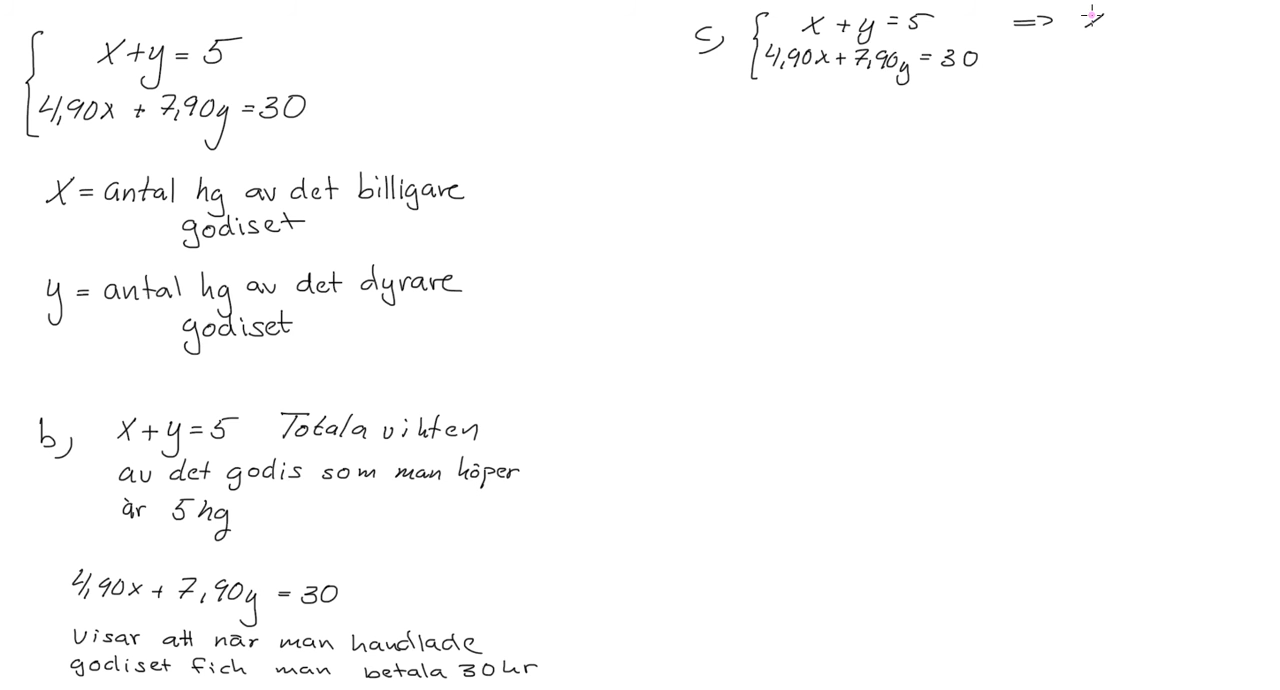 x+y = 5
4,90x + 7,90y = 30
x = antal hg av det billigare
godiset
y = antal hg av det dyrare
godiset
b) x+y=5 Totala vikten
av det godis som man köper
är 5 hg
4,90x + 7,90y = 30
visar att när man handlade
godiset fick man betala 30 kr
c) x + y = 5 => x
4,90x + 7,90y = 30